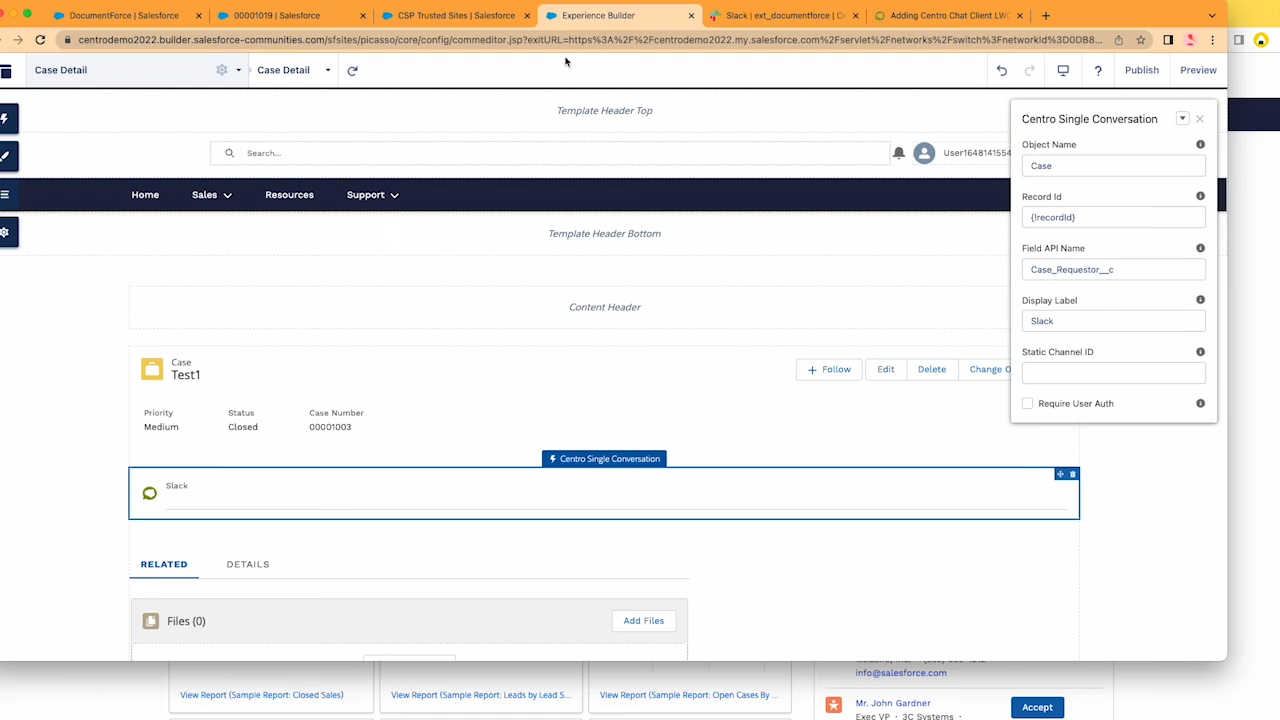 DocumentForce | Salesforce
00001019 | Salesforce
CSP Trusted Sites | Salesforce
Experience Builder
Slack | ext_documentforce | Co
Adding Centro Chat Client LWC
centrodemo2022.builder.salesforce-communities.com/sfsites/picasso/core/config/commeditor.jsp?exitURL=https%3A%2F%2Fcentrodemo2022.my.salesforce.com%2Fservlet%2Fnetworks%2Fswitch%3FnetworkId%3D0DB8...
Case Detail
Case Detail
Publish
Preview
Template Header Top
Search...
User1648141554
Home
Sales
Resources
Support
Template Header Bottom
Content Header
Case
Test1
+ Follow
Edit
Delete
Change O
Priority
Medium
Status
Closed
Case Number
00001003
Centro Single Conversation
Slack
RELATED
DETAILS
Files (0)
Add Files
Centro Single Conversation
Object Name
Case
Record Id
{!recordId}
Field API Name
Case_Requestor__c
Display Label
Slack
Static Channel ID
Require User Auth
View Report (Sample Report: Closed Sales)
View Report (Sample Report: Leads by Lead S...
View Report (Sample Report: Open Cases By ...
info@salesforce.com
Mr. John Gardner
Exec VP · 3C Systems ·
Accept